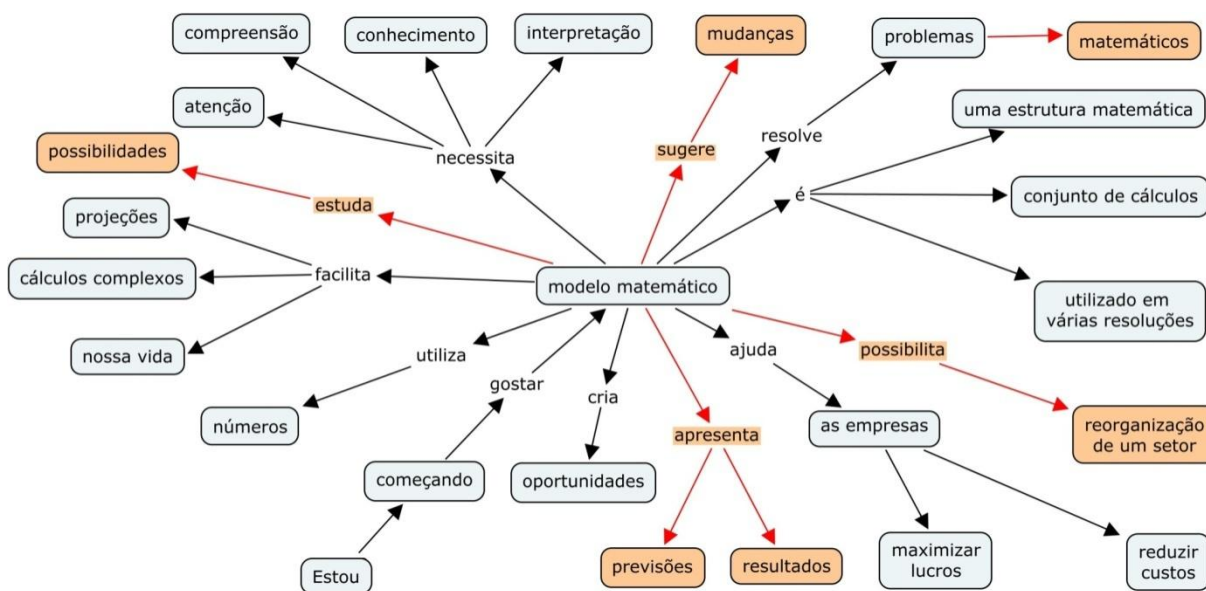 compreensão
conhecimento
interpretação
mudanças
problemas
matemáticos
atenção
uma estrutura matemática
possibilidades
necessita
sugere
resolve
estuda
é
conjunto de cálculos
projeções
cálculos complexos
facilita
modelo matemático
utilizado em
várias resoluções
nossa vida
utiliza
gostar
cria
ajuda
possibilita
números
apresenta
as empresas
reorganização
de um setor
começando
oportunidades
Estou
previsões
resultados
maximizar
lucros
reduzir
custos